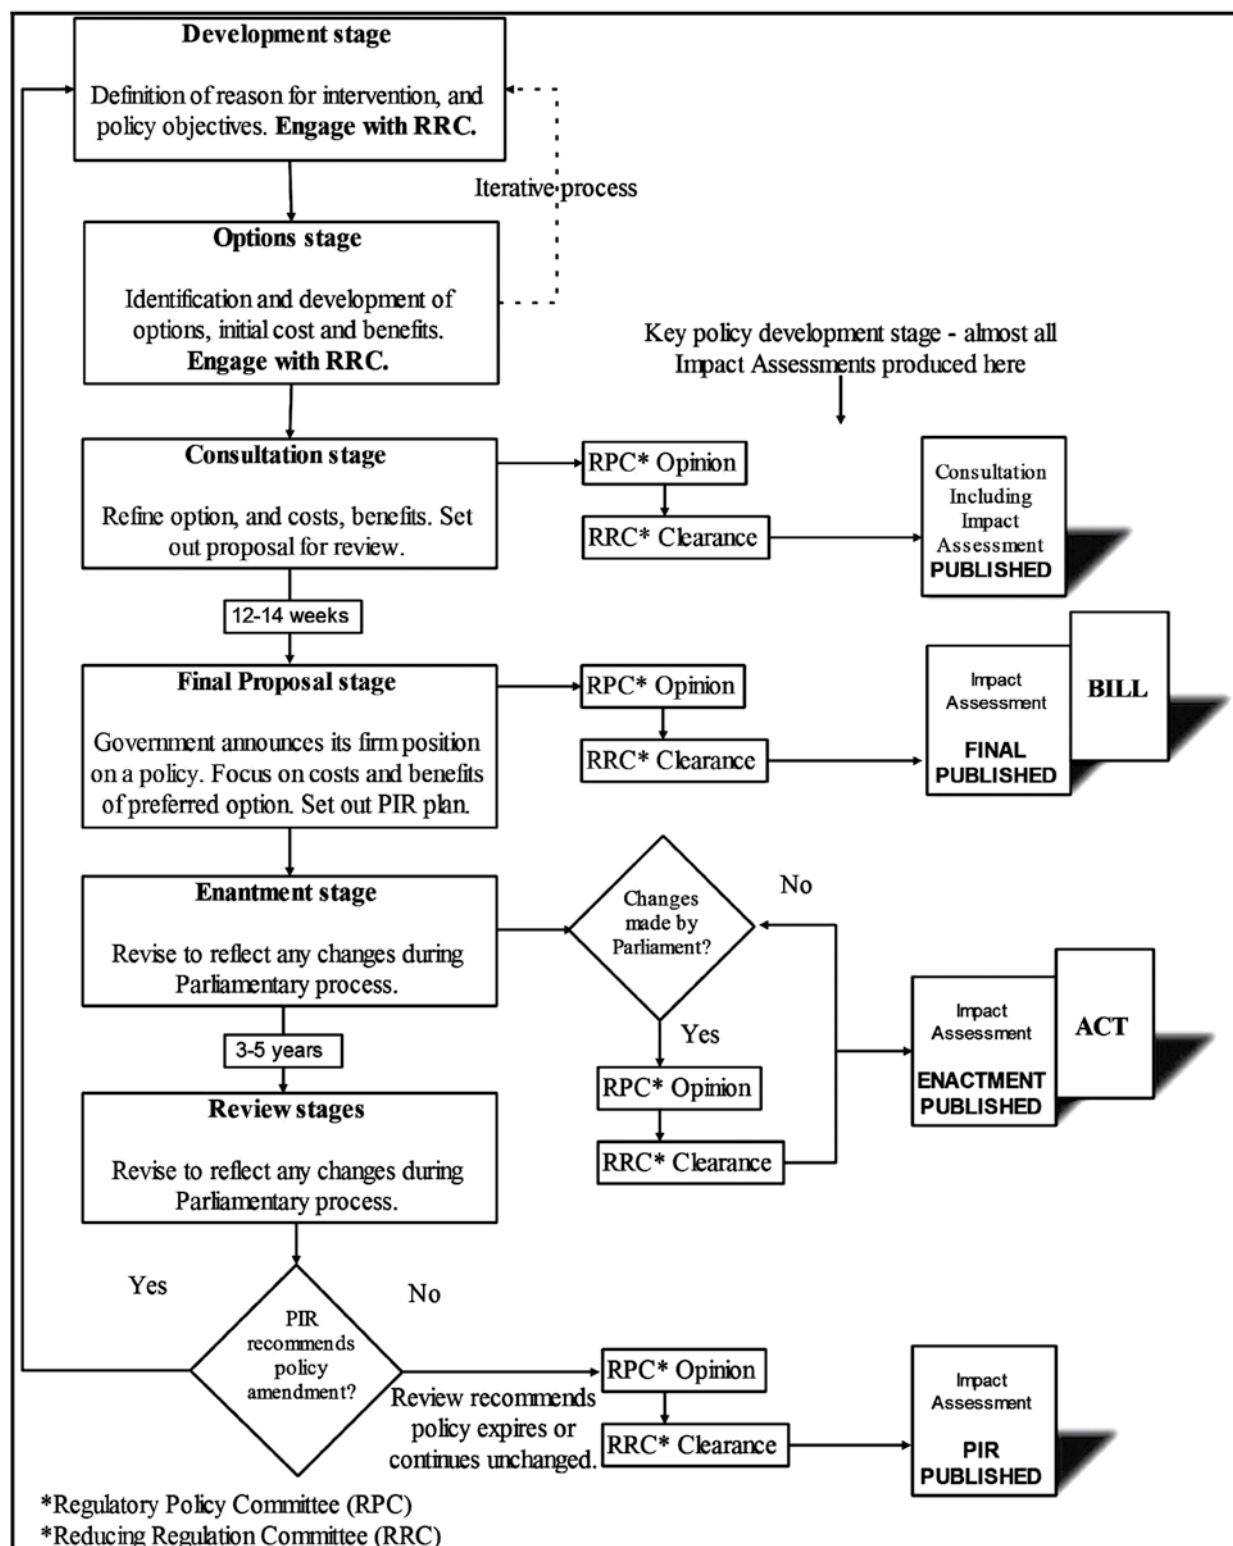 Development stage
Definition of reason for intervention, and
policy objectives. Engage with RRC.
Iterative process
Options stage
Identification and development of
options, initial cost and benefits.
Engage with RRC.
Key policy development stage - almost all
Impact Assessments produced here
Consultation stage
Refine option, and costs, benefits. Set
out proposal for review.
RPC* Opinion
RRC* Clearance
Consultation
Including
Impact
Assessment
PUBLISHED
12-14 weeks
Final Proposal stage
Government announces its firm position
on a policy. Focus on costs and benefits
of preferred option. Set out PIR plan.
RPC* Opinion
RRC* Clearance
Impact
Assessment
FINAL
PUBLISHED
BILL
Enantment stage
Revise to reflect any changes during
Parliamentary process.
Changes
made by
Parliament?
No
Yes
RPC* Opinion
RRC* Clearance
Impact
Assessment
ENACTMENT
PUBLISHED
ACT
3-5 years
Review stages
Revise to reflect any changes during
Parliamentary process.
Yes
No
PIR
recommends
policy
amendment?
Review recommends
policy expires or
continues unchanged.
RPC* Opinion
RRC* Clearance
Impact
Assessment
PIR
PUBLISHED
*Regulatory Policy Committee (RPC)
*Reducing Regulation Committee (RRC)